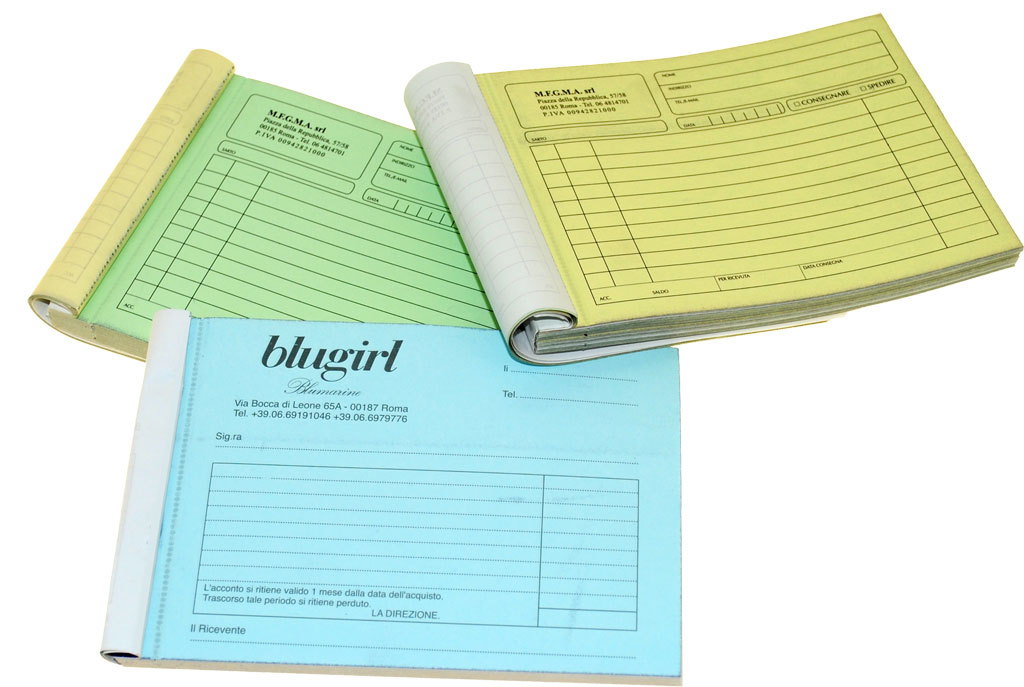 M.F.G.M.A. srl
Piazza della Repubblica, 57/58
00185 Roma - Tel. 06 4814701
P.IVA 00942821000
NOME
INDIRIZZO
TEL./E-MAIL
SARTO
DATA
ACC.
M.F.G.M.A. srl
Piazza della Repubblica, 57/58
00185 Roma - Tel. 06 4814701
P.IVA 00942821000
NOME
INDIRIZZO
TEL./E-MAIL
DATA
CONSEGNARE
SPEDIRE
SARTO
ACC.
SALDO
PER RICEVUTA
DATA CONSEGNA
blugirl
Blumarine
Via Bocca di Leone 65A - 00187 Roma
Tel. +39.06.69191046 +39.06.6979776
li
Tel.
Sig.ra
L'acconto si ritiene valido 1 mese dalla data dell'acquisto.
Trascorso tale periodo si ritiene perduto.
LA DIREZIONE.
Il Ricevente